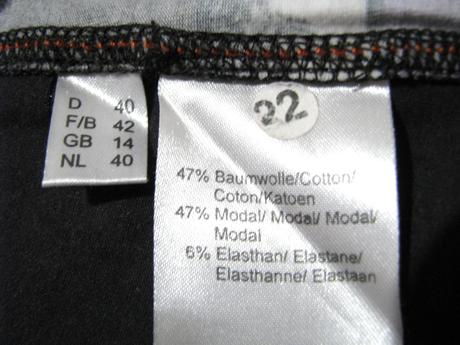 D 40
F/B 42
GB 14
NL 40
22
47% Baumwolle/Cotton/
Coton/Katoen
47% Modal/ Modal/ Modal/
Modal
6% Elasthan/ Elastane/
Elasthanne/ Elastaan